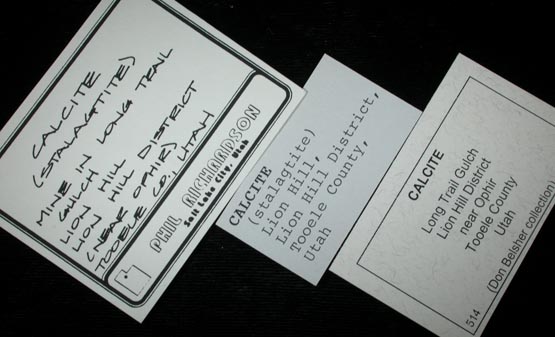 CALCITE
(STALAGTITE)
MINE IN
GULCH LONG TRAIL
LION HILL
LION HILL DISTRICT
(NEAR OPHIR)
TOOELE CO., UTAH
PHIL RICHARDSON
Salt Lake City, Utah
CALCITE
(stalagtite)
Lion Hill,
Lion Hill District,
Tooele County,
Utah
CALCITE
Long Trail Gulch
Lion Hill District
near Ophir
Tooele County
Utah
514
(Don Belsher collection)